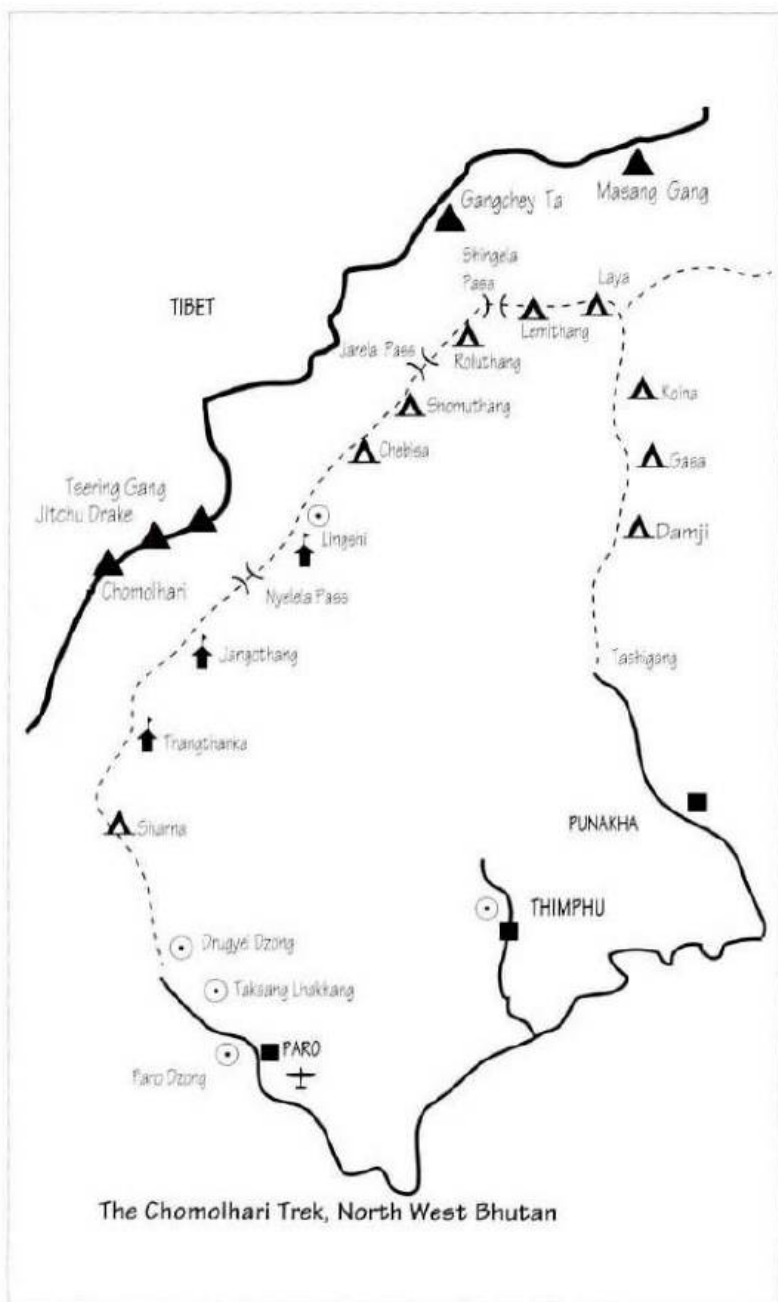 Masang Gang
Gangchey Ta
Shingela
Pass
Laya
TIBET
Lemithang
Jarela Pass
Roluthang
Koina
Shomuthang
Chebisa
Gasa
Tsering Gang
Jitchu Drake
Lingshi
Damji
Chomolhari
Nyelela Pass
Jangothang
Tashigang
Thangthanka
Sharna
PUNAKHA
THIMPHU
Drugyel Dzong
Taksang Lhakkang
PARO
Paro Dzong
The Chomolhari Trek, North West Bhutan